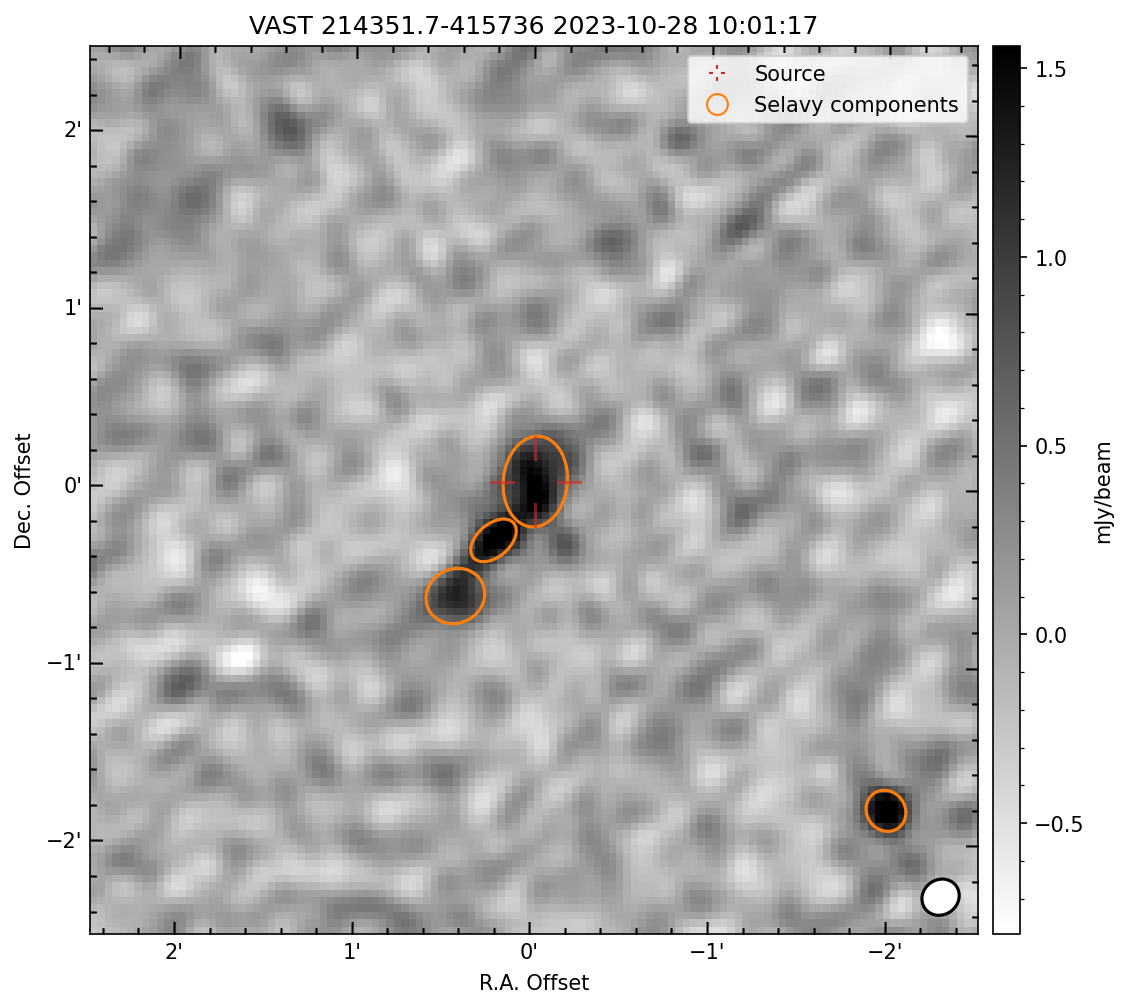 VAST 214351.7-415736 2023-10-28 10:01:17
Source
Selavy components
2'
1'
0'
−1'
−2'
Dec. Offset
2'
1'
0'
−1'
−2'
R.A. Offset
1.5
1.0
0.5
0.0
−0.5
mJy/beam